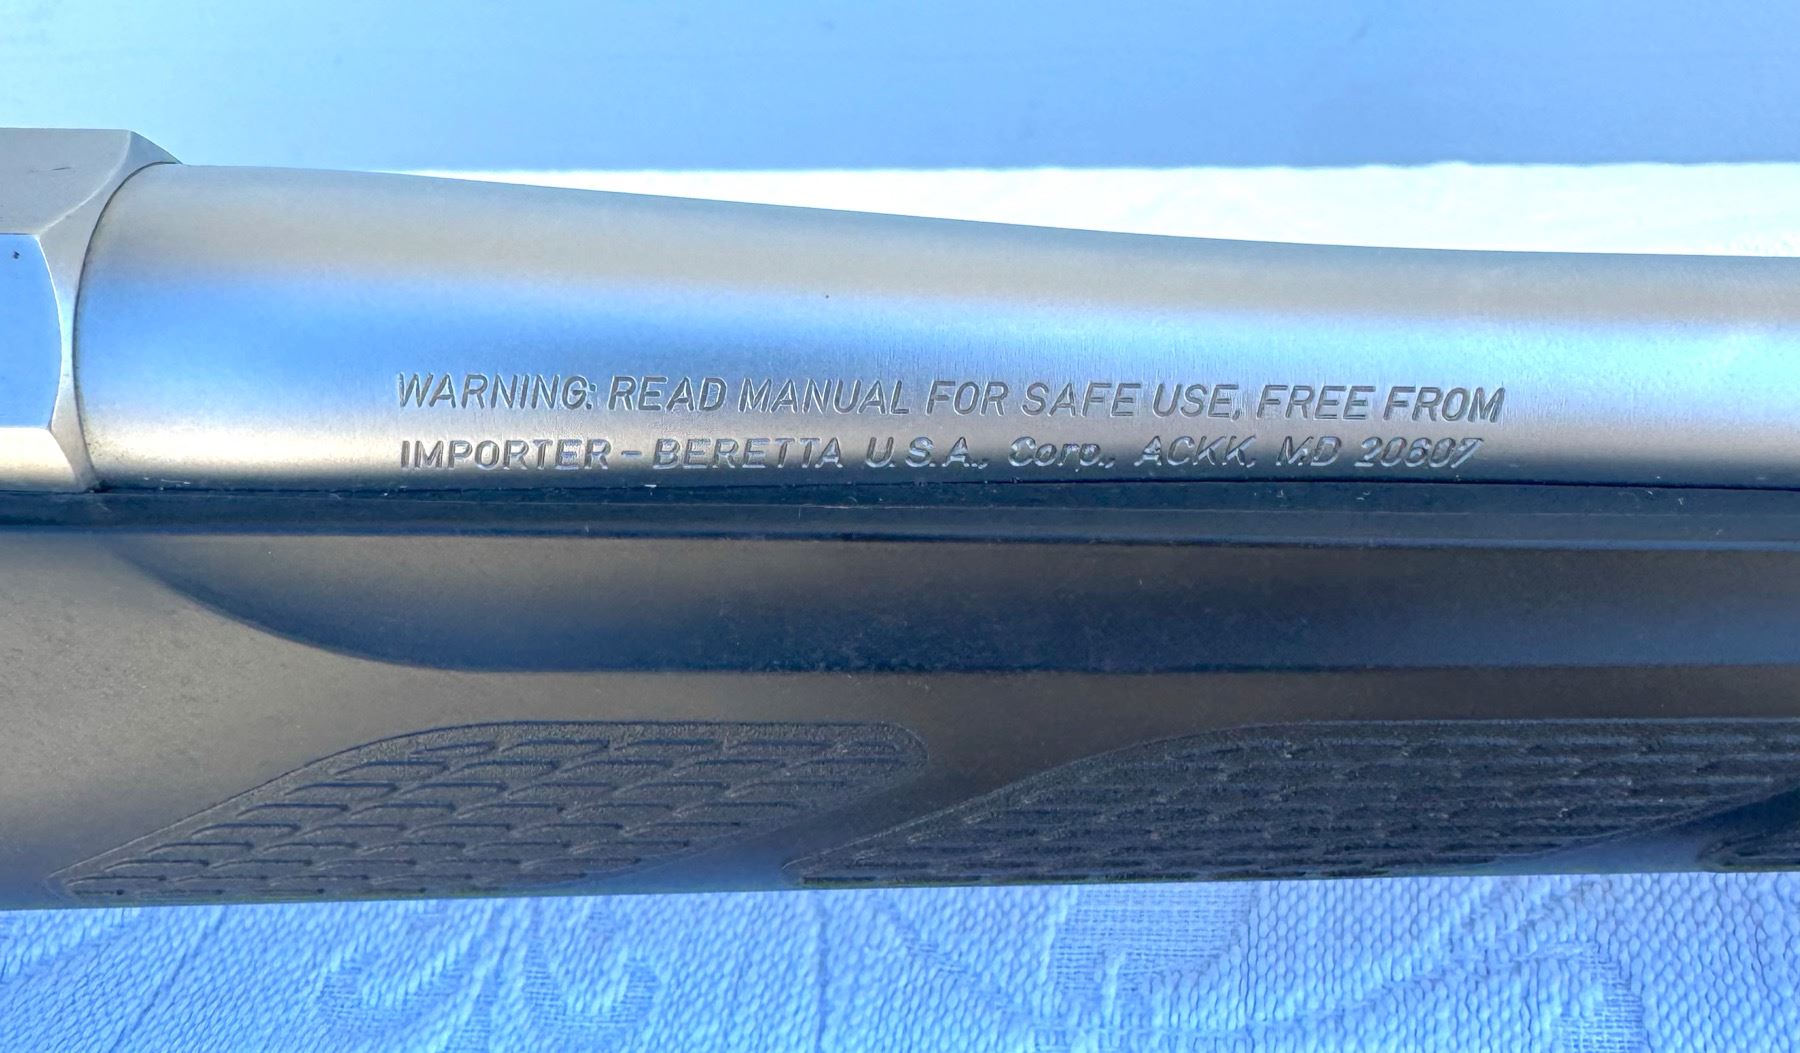 WARNING: READ MANUAL FOR SAFE USE, FREE FROM
IMPORTER - BERETTA U.S.A., Corp., ACKK, MD 20607